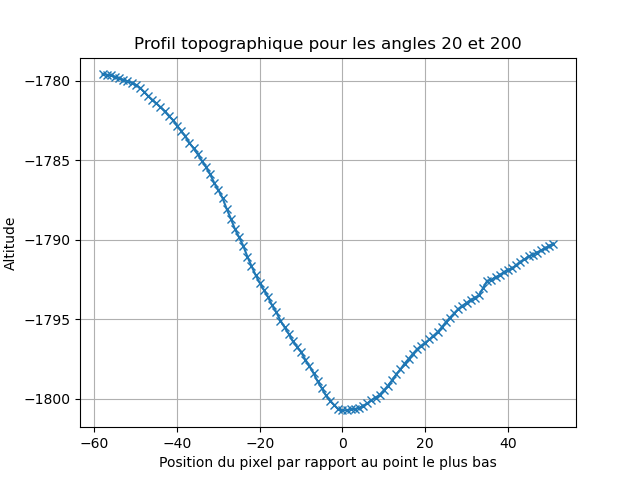 Profil topographique pour les angles 20 et 200
Altitude
−1780
−1785
−1790
−1795
−1800
−60 −40 −20 0 20 40
Position du pixel par rapport au point le plus bas